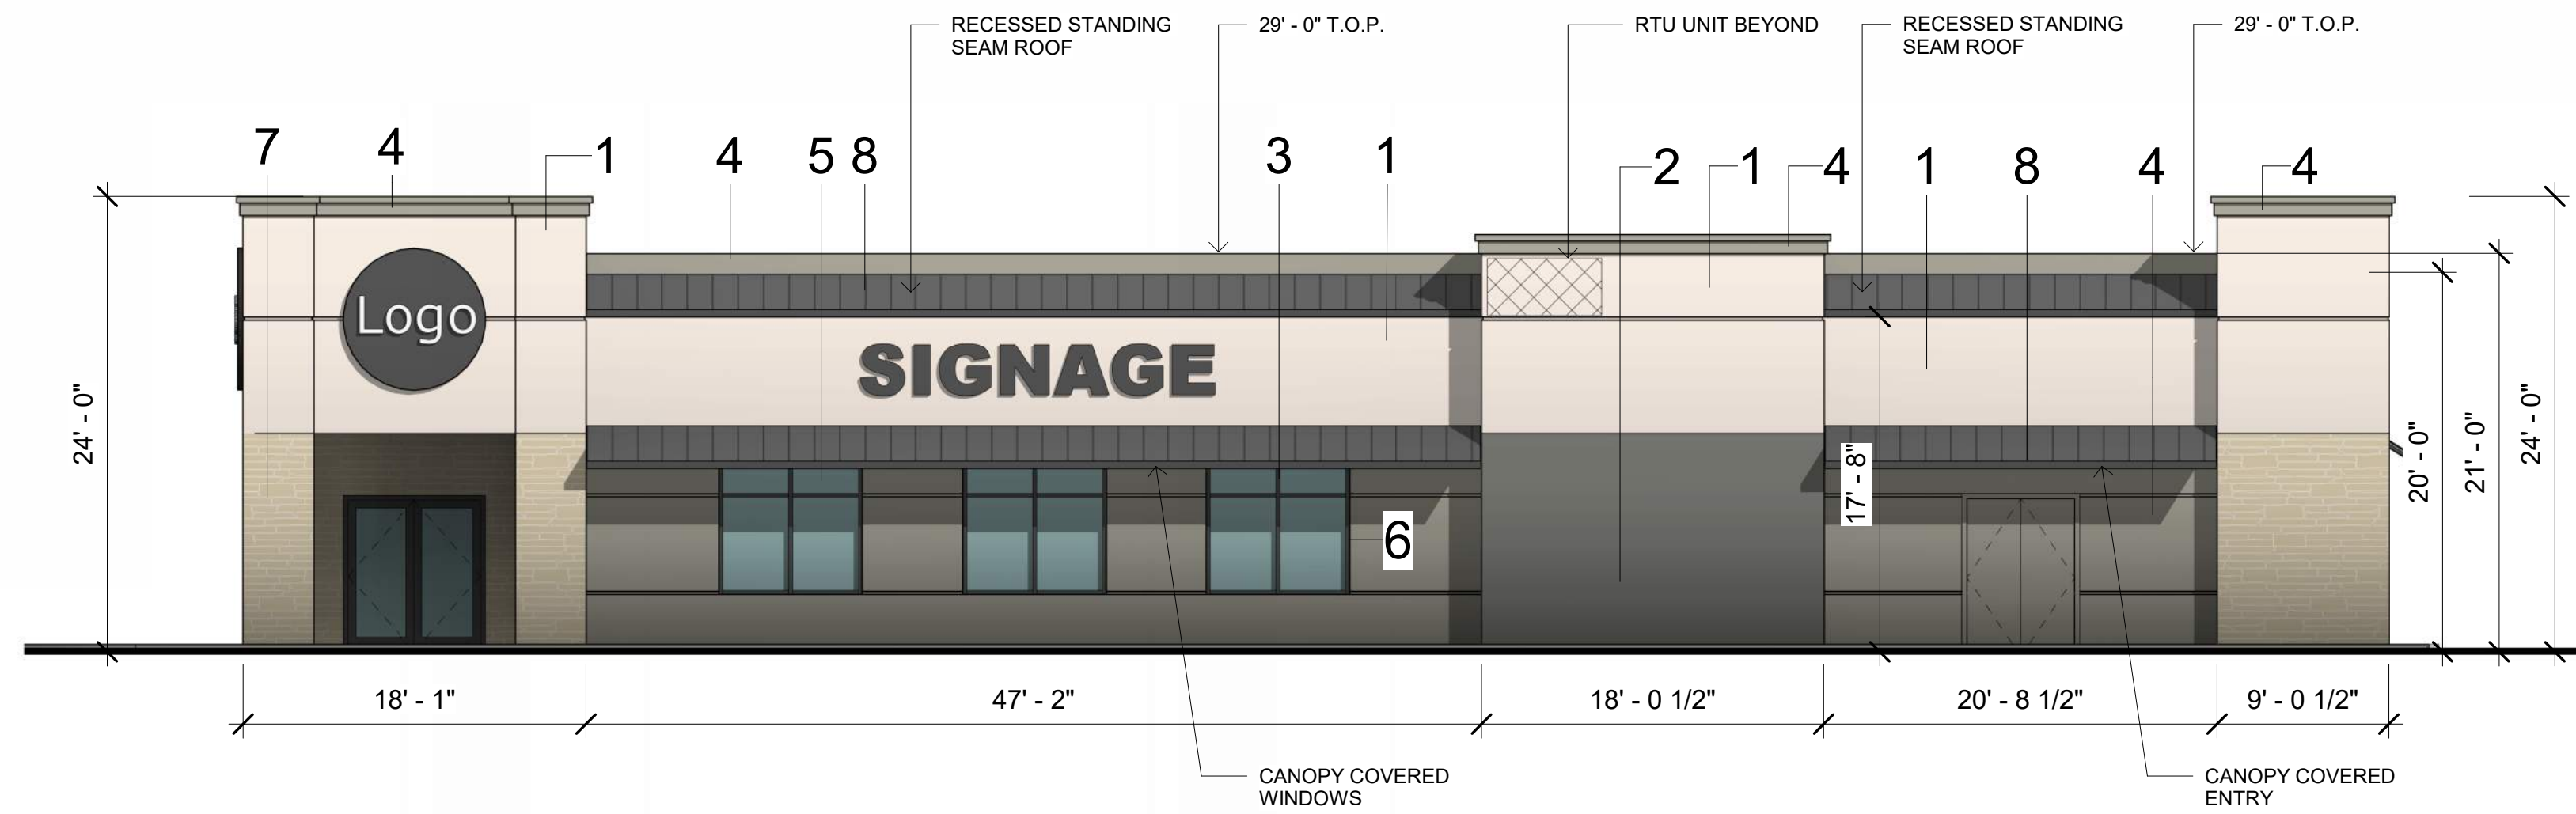 RECESSED STANDING
SEAM ROOF
29' - 0" T.O.P.
RTU UNIT BEYOND
RECESSED STANDING
SEAM ROOF
29' - 0" T.O.P.
7
4
1
4
5
8
3
1
2
1
4
1
8
4
4
Logo
SIGNAGE
6
24' - 0"
17' - 8"
20' - 0"
21' - 0"
24' - 0"
18' - 1"
47' - 2"
18' - 0 1/2"
20' - 8 1/2"
9' - 0 1/2"
CANOPY COVERED
WINDOWS
CANOPY COVERED
ENTRY